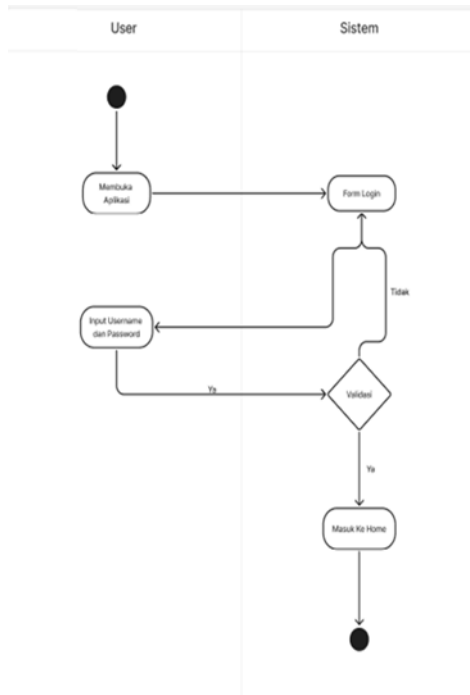 User
Sistem
Membuka
Aplikasi
Form Login
Tidak
Input Username
dan Password
Ya
Validasi
Ya
Masuk Ke Home